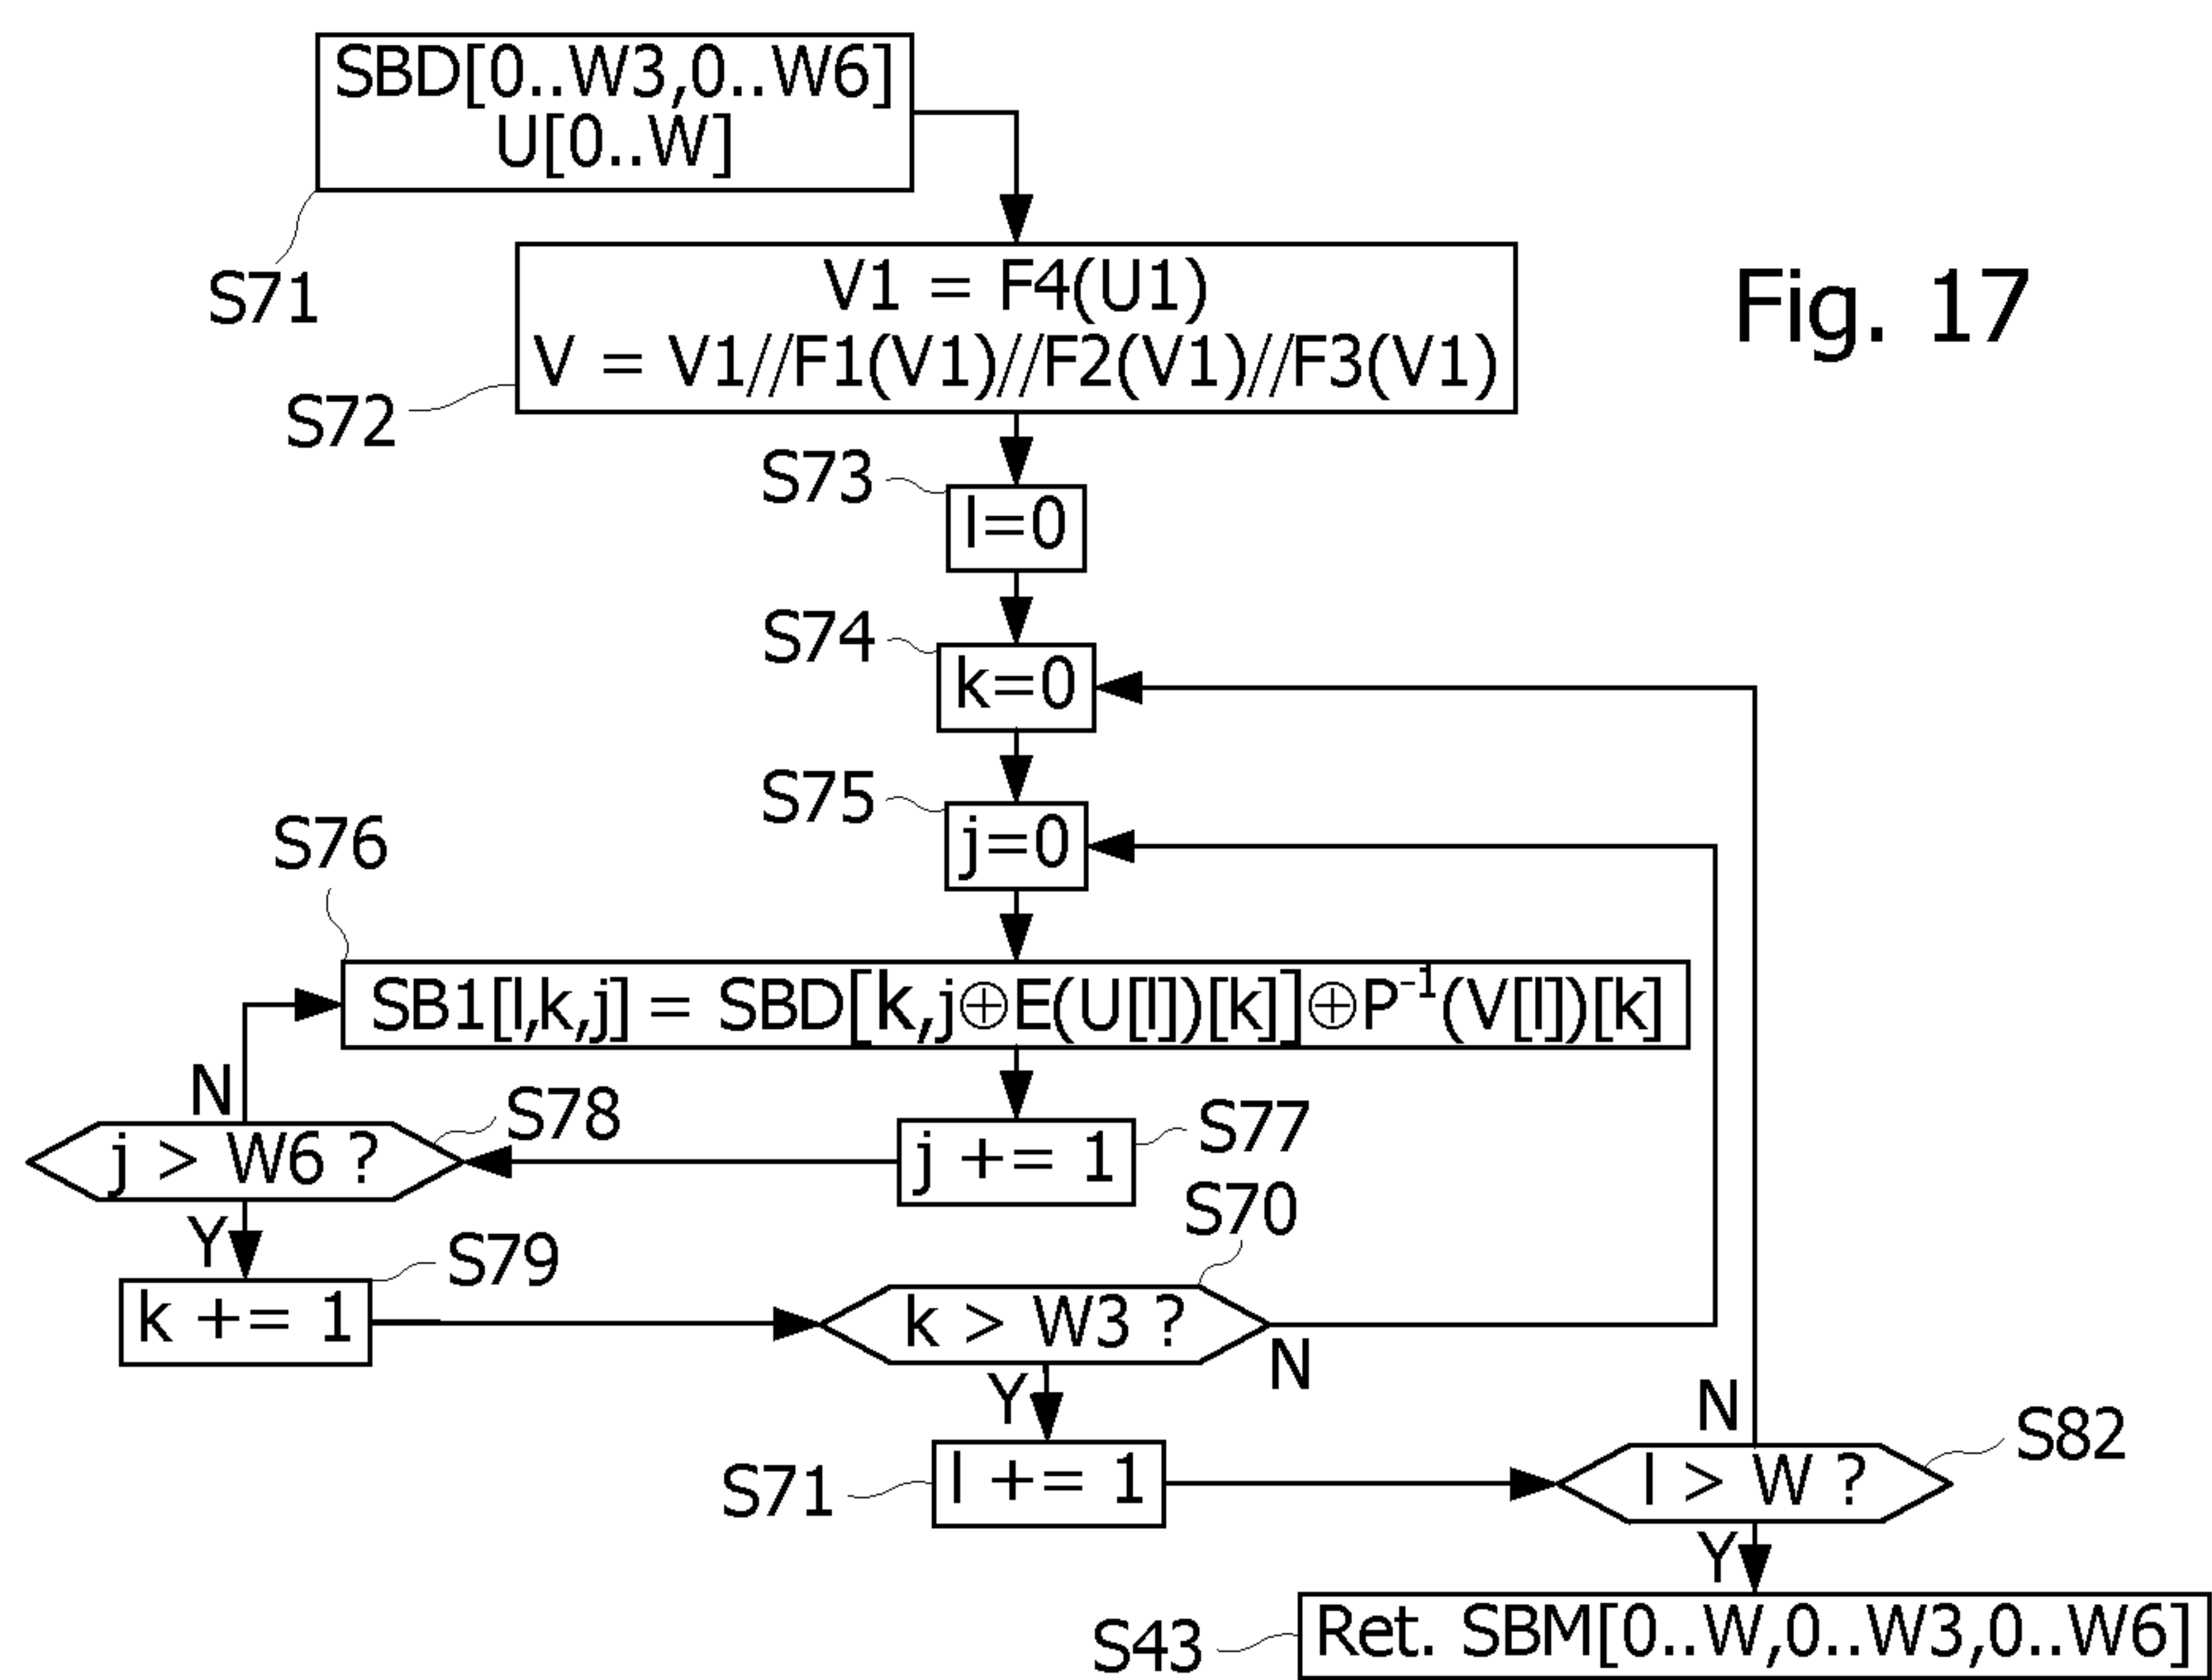 SBD[0..W3,0..W6]
U[0..W]
S71
V1 = F4(U1)
V = V1//F1(V1)//F2(V1)//F3(V1)
Fig. 17
S72
S73
l=0
S74
k=0
S75
j=0
S76
SB1[l,k,j] = SBD[k,j⊕E(U[l])[k]]⊕P⁻¹(V[l])[k]
N
S78
j > W6 ?
S77
j += 1
Y
S79
k += 1
S70
k > W3 ?
N
Y
S71
l += 1
N
S82
l > W ?
Y
S43
Ret. SBM[0..W,0..W3,0..W6]